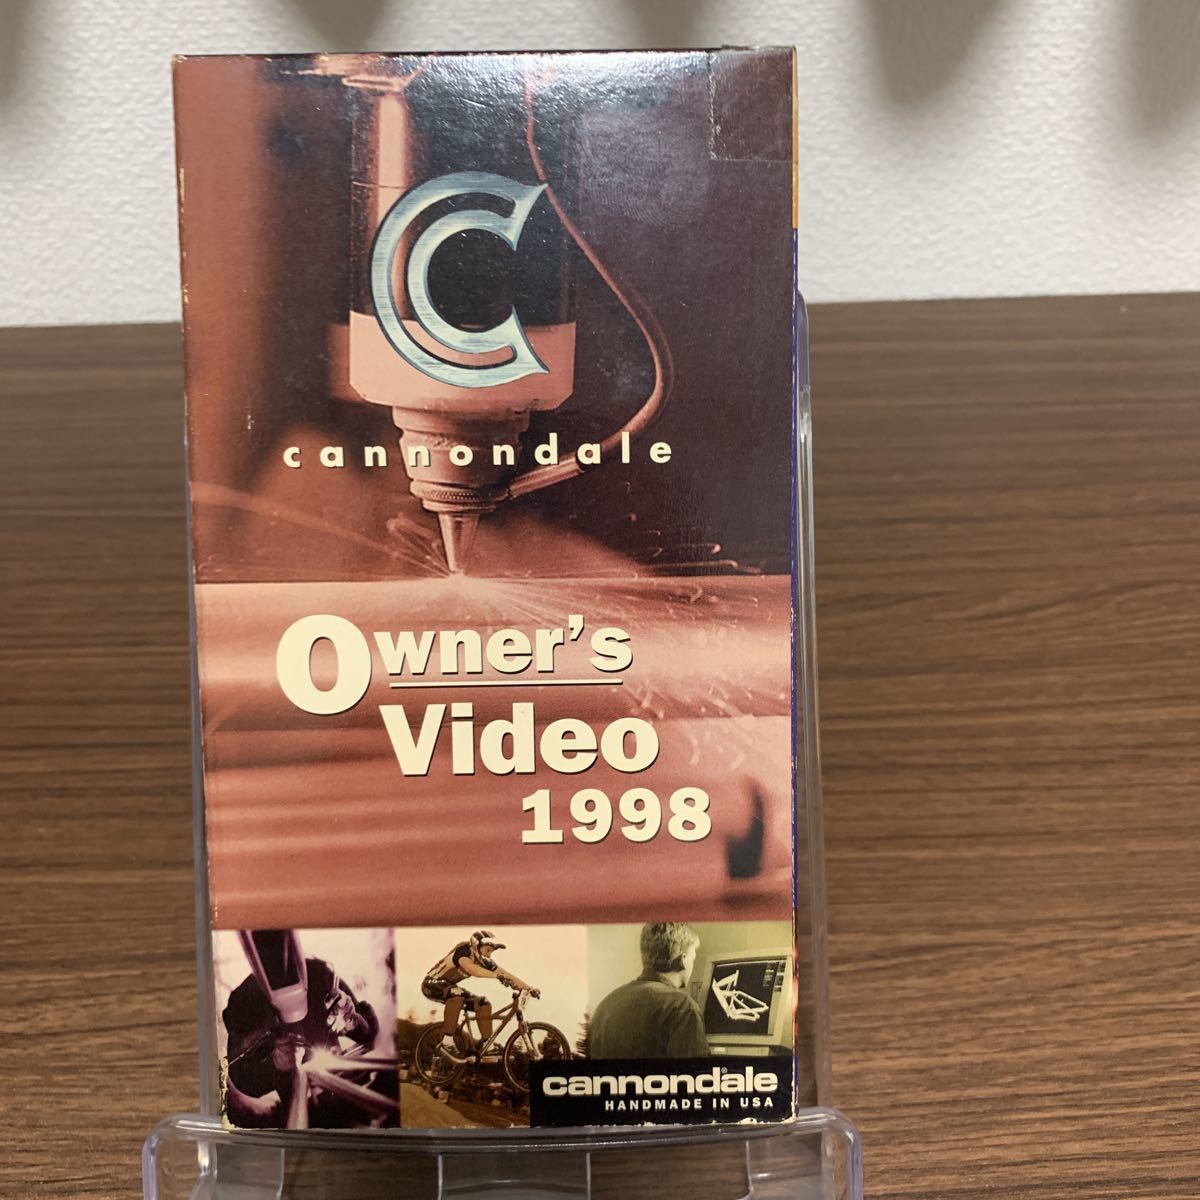 cannondale
Owner's
Video
1998
cannondale
HANDMADE IN USA